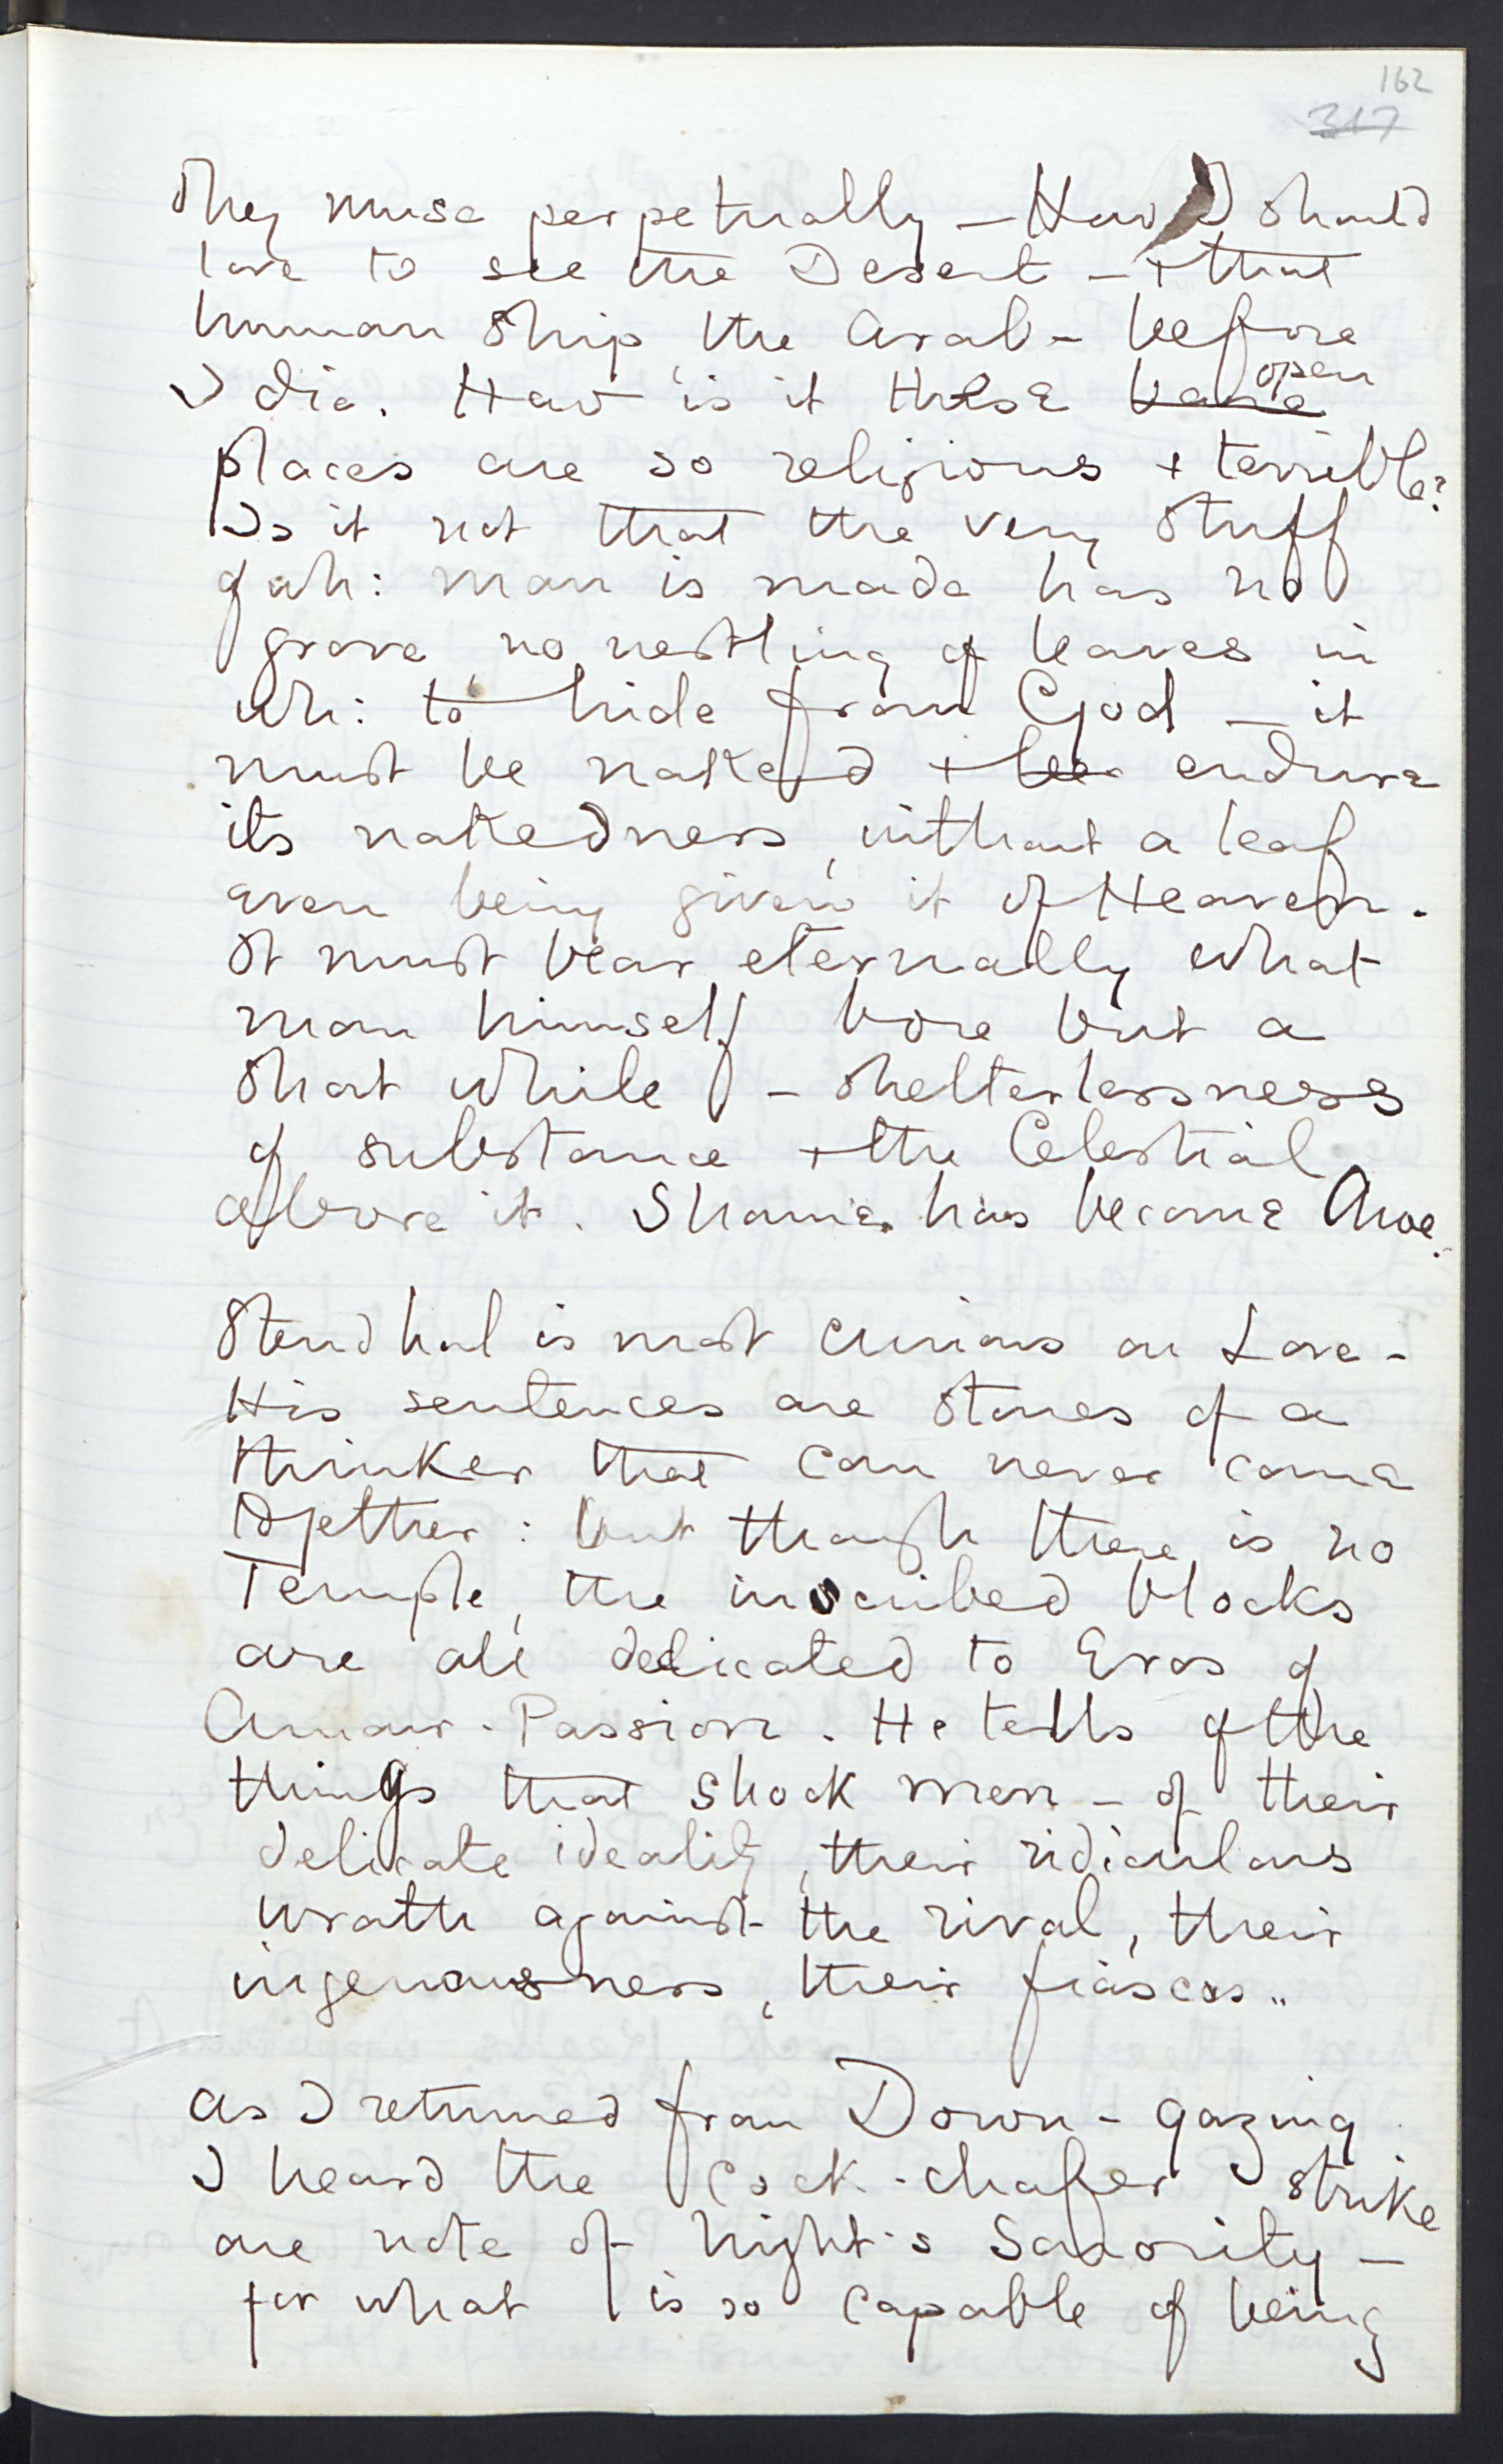 162
317
They muse perpetually — How I should
love to see the Desert — + that
human ship, the Arab — before
I die. How is it these bare open
places are so religious + terrible?
Is it not that the very stuff
of wh: man is made has no
grove, no nestling of leaves in
wh: to hide from God — it
must be naked + bear endure
its nakedness, without a leaf
even being given it of Heaven.
It must bear eternally what
man himself bore but a
short while — shelterlessness
of substance + the Celestial
above it. Shame has become Awe.
Stendhal is most curious on Love —
His sentences are stones of a
thinker that can never come
together: but though there is no
Temple, the inscribed blocks
are all dedicated to Eros of
Amour-Passion. He tells of the
things that shock men — of their
delicate ideality, their ridiculous
wrath against the rival, their
ingenuousness, their fiascos..
As I returned from Down-gazing
I heard the Cock-chafer strike
one note of night's Sonority —
for what is so capable of being